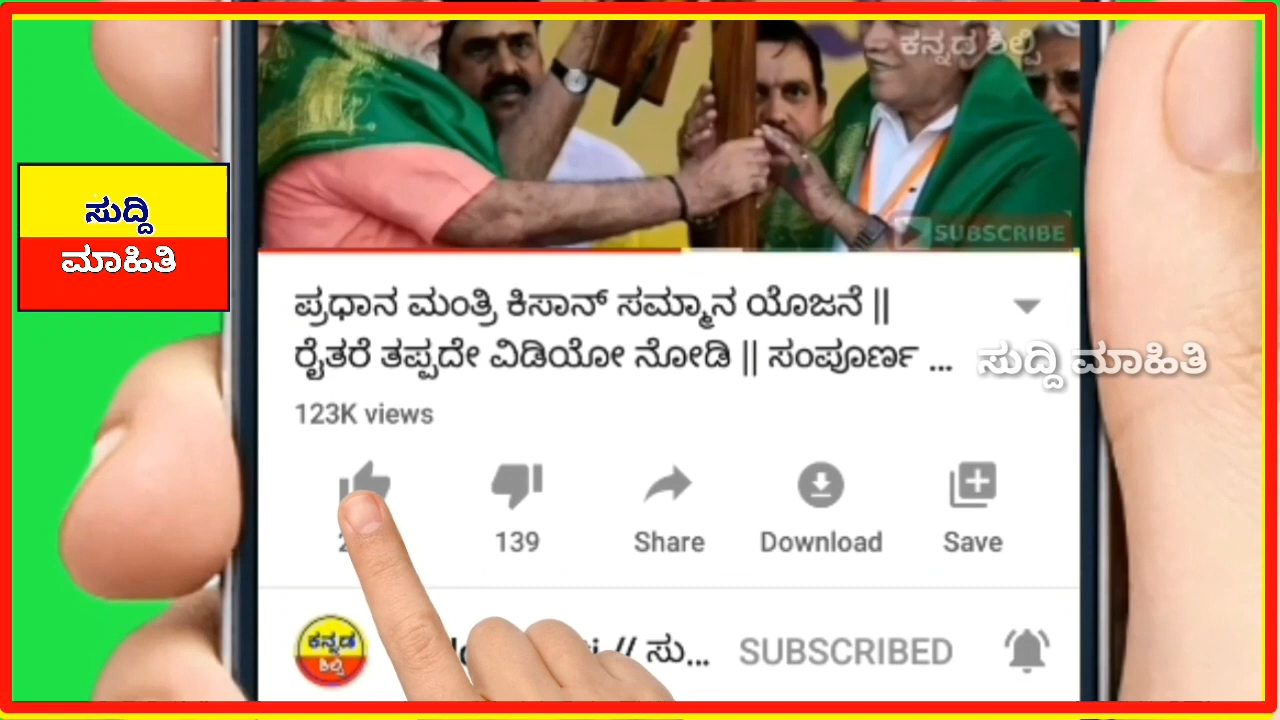 ಕನ್ನಡ ಶಿಲ್ಪಿ
SUBSCRIBE
ಸುದ್ದಿ
ಮಾಹಿತಿ
ಪ್ರಧಾನ ಮಂತ್ರಿ ಕಿಸಾನ್ ಸಮ್ಮಾನ ಯೊಜನೆ ||
ರೈತರೆ ತಪ್ಪದೇ ವಿಡಿಯೋ ನೋಡಿ || ಸಂಪೂರ್ಣ ...
ಸುದ್ದಿ ಮಾಹಿತಿ
123K views
139
Share
Download
Save
ಕನ್ನಡ
ಶಿಲ್ಪಿ
// ಸು...
SUBSCRIBED